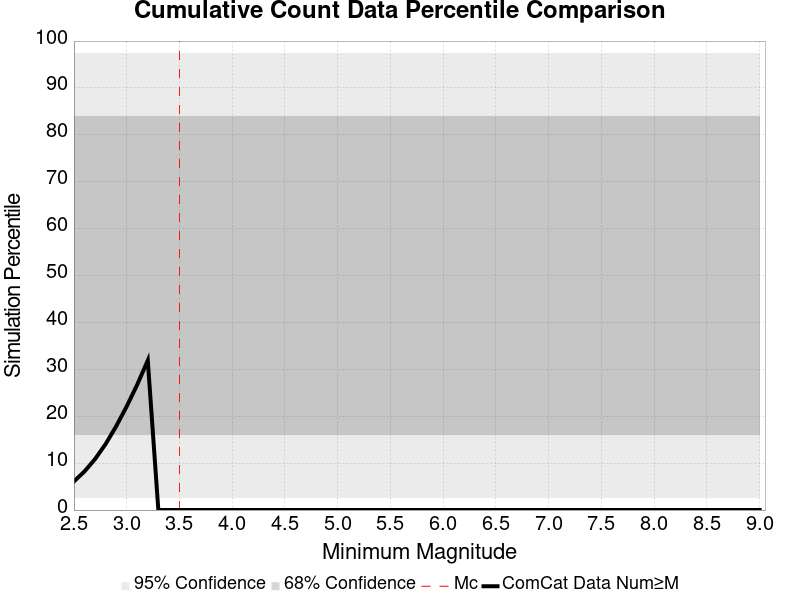 Cumulative Count Data Percentile Comparison
100
90
80
70
60
50
40
30
20
10
0
Simulation Percentile
2.5 3.0 3.5 4.0 4.5 5.0 5.5 6.0 6.5 7.0 7.5 8.0 8.5 9.0
Minimum Magnitude
95% Confidence 68% Confidence Mc ComCat Data Num≥M